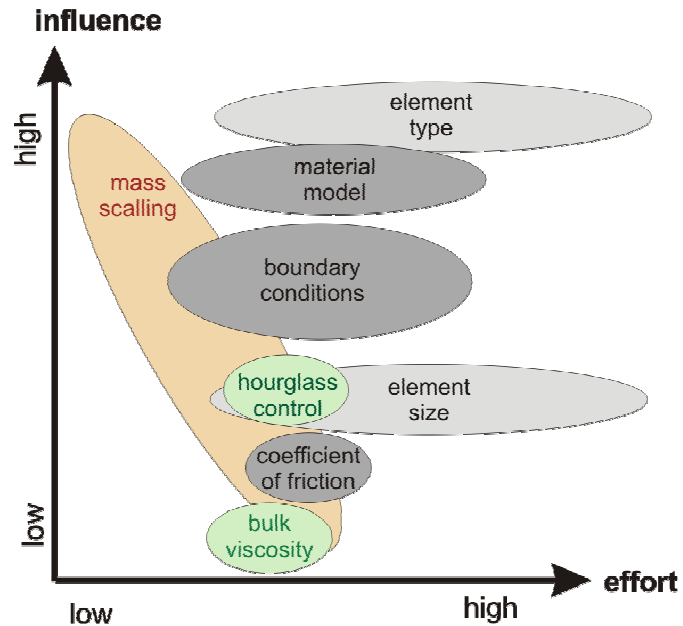 influence
high
element
type
material
model
mass
scalling
boundary
conditions
hourglass
control
element
size
coefficient
of friction
bulk
viscosity
low
effort
low
high